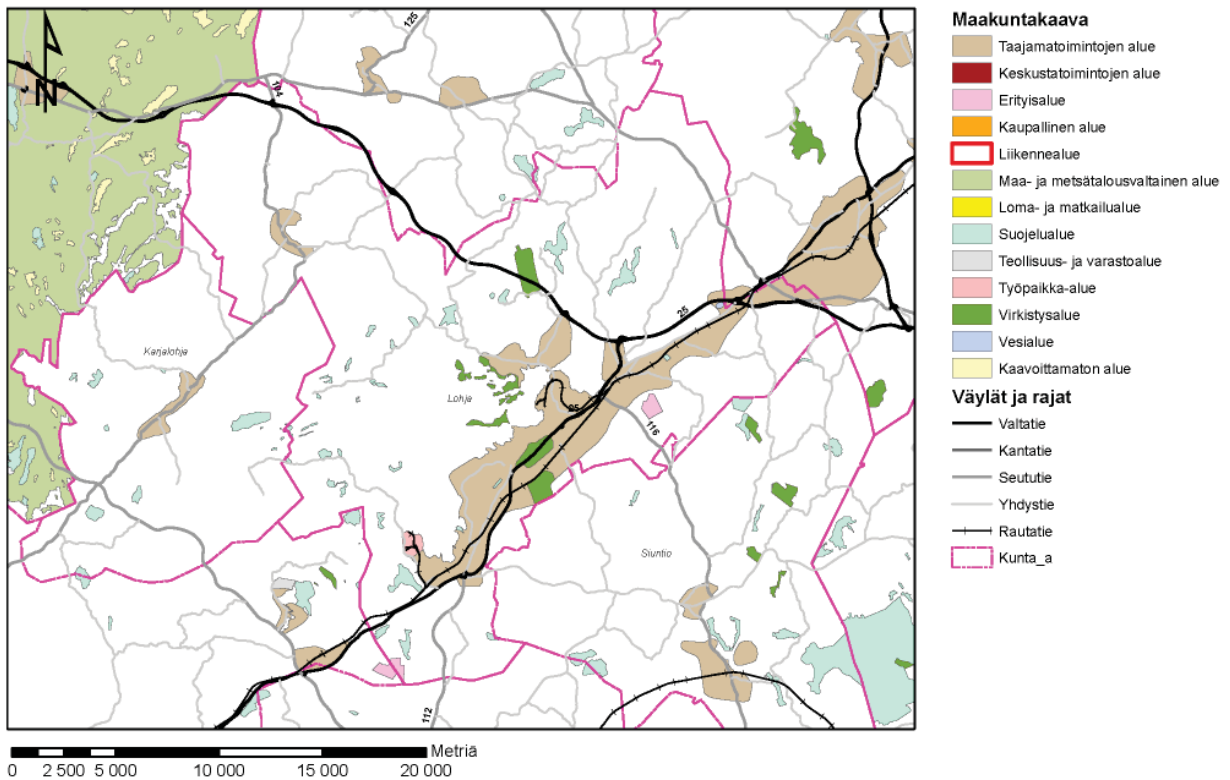 N
125
104
25
Karjalohja
Lohja
25
116
Siuntio
112
Metriä
0 2 500 5 000 10 000 15 000 20 000
Maakuntakaava
Taajamatoimintojen alue
Keskustatoimintojen alue
Erityisalue
Kaupallinen alue
Liikennealue
Maa- ja metsätalousvaltainen alue
Loma- ja matkailualue
Suojelualue
Teollisuus- ja varastoalue
Työpaikka-alue
Virkistysalue
Vesialue
Kaavoittamaton alue
Väylät ja rajat
Valtatie
Kantatie
Seututie
Yhdystie
Rautatie
Kunta_a